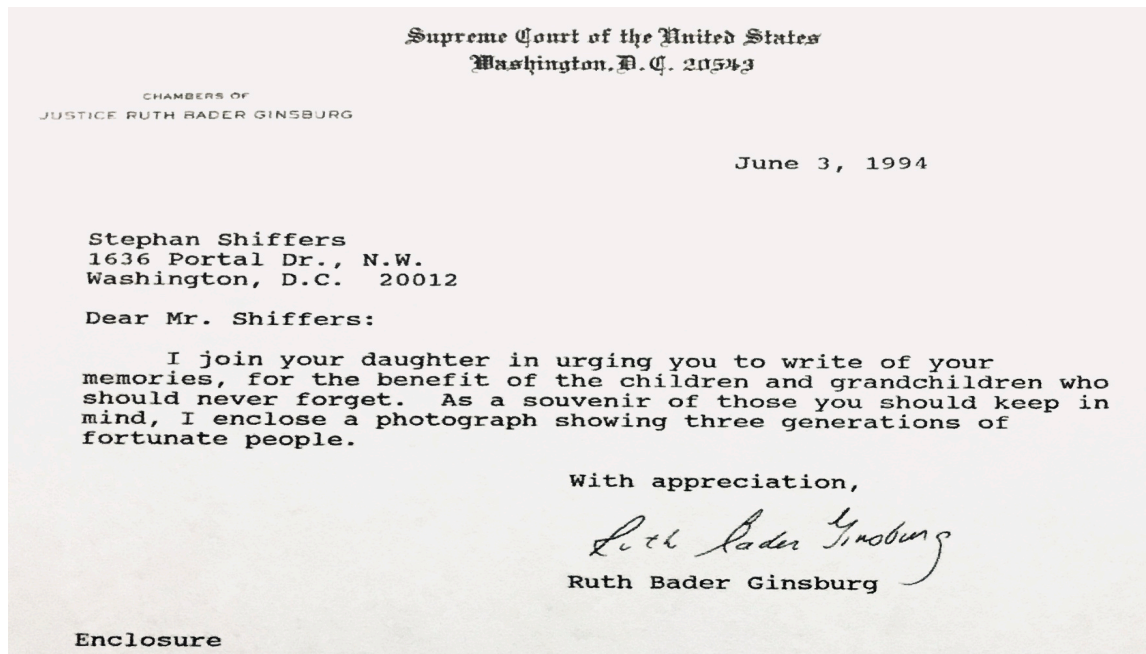 Supreme Court of the United States
Washington, D.C. 20543
CHAMBERS OF
JUSTICE RUTH BADER GINSBURG
June 3, 1994
Stephan Shiffers
1636 Portal Dr., N.W.
Washington, D.C. 20012
Dear Mr. Shiffers:
I join your daughter in urging you to write of your
memories, for the benefit of the children and grandchildren who
should never forget. As a souvenir of those you should keep in
mind, I enclose a photograph showing three generations of
fortunate people.
With appreciation,
Ruth Bader Ginsburg
Ruth Bader Ginsburg
Enclosure